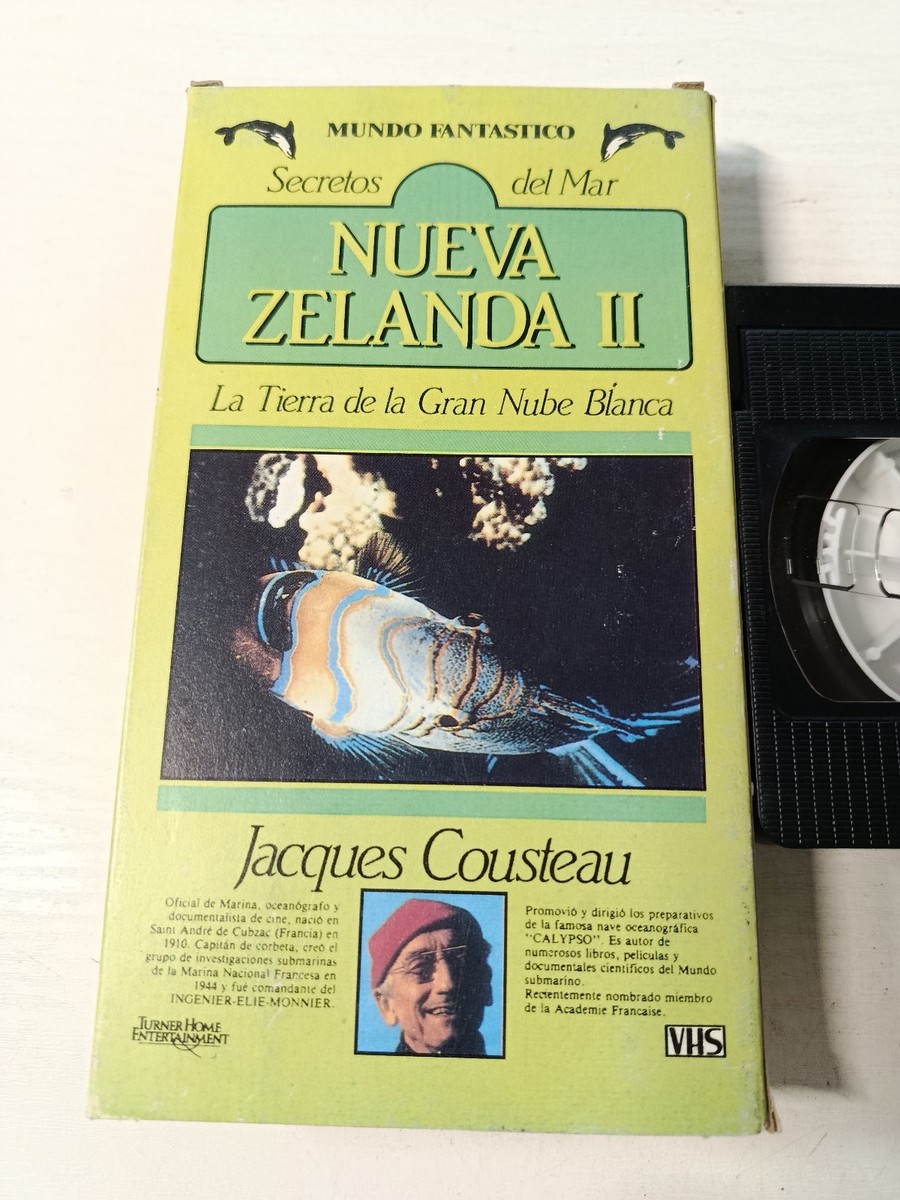 MUNDO FANTASTICO
Secretos del Mar
NUEVA
ZELANDA II
La Tierra de la Gran Nube Blanca
Jacques Cousteau
Oficial de Marina, oceanógrafo y
documentalista de cine, nació en
Saint André de Cubzac (Francia) en
1910. Capitán de corbeta, creó el
grupo de investigaciones submarinas
de la Marina Nacional Francesa en
1944 y fué comandante del
INGENIER-ELIE-MONNIER.
Promovió y dirigió los preparativos
de la famosa nave oceanográfica
"CALYPSO". Es autor de
numerosos libros, películas y
documentales científicos del Mundo
submarino.
Recientemente nombrado miembro
de la Academie Francaise.
TURNER HOME
ENTERTAINMENT
VHS